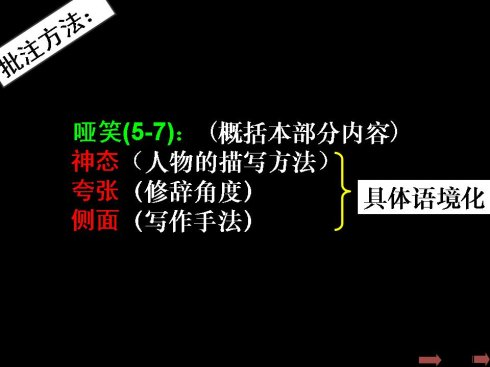 批注方法：
哑笑(5-7)：（概括本部分内容）
神态（人物的描写方法）
夸张（修辞角度）
侧面（写作手法）
具体语境化